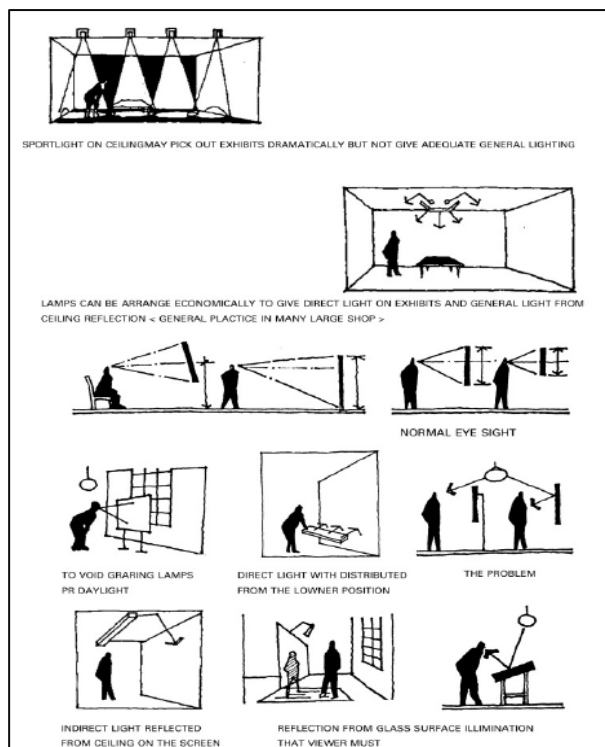 SPORTLIGHT ON CEILINGMAY PICK OUT EXHIBITS DRAMATICALLY BUT NOT GIVE ADEQUATE GENERAL LIGHTING
LAMPS CAN BE ARRANGE ECONOMICALLY TO GIVE DIRECT LIGHT ON EXHIBITS AND GENERAL LIGHT FROM
CEILING REFLECTION < GENERAL PLACTICE IN MANY LARGE SHOP >
NORMAL EYE SIGHT
TO VOID GRARING LAMPS
PR DAYLIGHT
DIRECT LIGHT WITH DISTRIBUTED
FROM THE LOWNER POSITION
THE PROBLEM
INDIRECT LIGHT REFLECTED
FROM CEILING ON THE SCREEN
REFLECTION FROM GLASS SURFACE ILLIMINATION
THAT VIEWER MUST